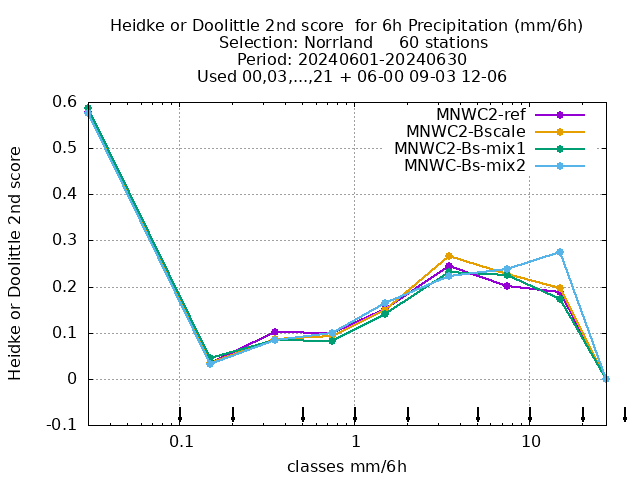 Heidke or Doolittle 2nd score  for 6h Precipitation (mm/6h)
Selection: Norrland     60 stations
Period: 20240601-20240630
Used 00,03,...,21 + 06-00 09-03 12-06
MNWC2-ref
MNWC2-Bscale
MNWC2-Bs-mix1
MNWC-Bs-mix2
Heidke or Doolittle 2nd score
0.6
0.5
0.4
0.3
0.2
0.1
0
-0.1
0.1
1
10
classes mm/6h